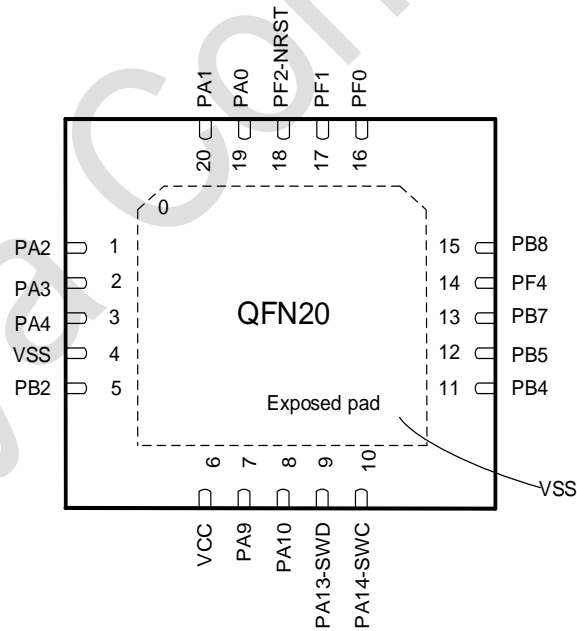 PA1
PA0
PF2-NRST
PF1
PF0
20
19
18
17
16
0
PA2 1
PA3 2
PA4 3
VSS 4
PB2 5
QFN20
15 PB8
14 PF4
13 PB7
12 PB5
11 PB4
Exposed pad
VSS
6
7
8
9
10
VCC
PA9
PA10
PA13-SWD
PA14-SWC